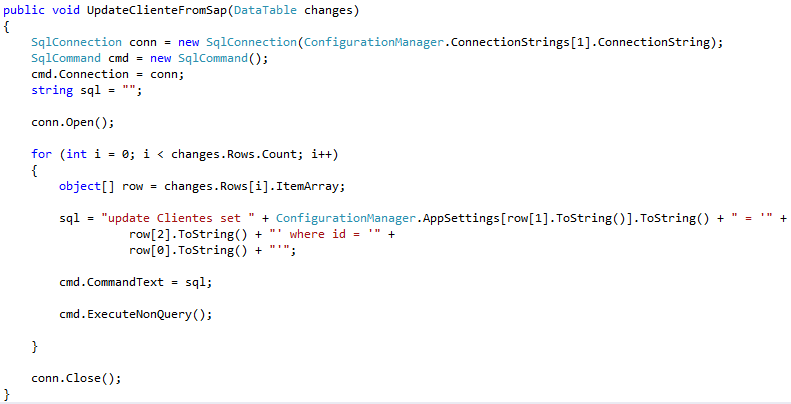 public void UpdateClienteFromSap(DataTable changes)
{
    SqlConnection conn = new SqlConnection(ConfigurationManager.ConnectionStrings[1].ConnectionString);
    SqlCommand cmd = new SqlCommand();
    cmd.Connection = conn;
    string sql = "";

    conn.Open();

    for (int i = 0; i < changes.Rows.Count; i++)
    {
        object[] row = changes.Rows[i].ItemArray;

        sql = "update Clientes set " + ConfigurationManager.AppSettings[row[1].ToString()].ToString() + " = '" +
                 row[2].ToString() + "' where id = '" +
                 row[0].ToString() + "'";

        cmd.CommandText = sql;

        cmd.ExecuteNonQuery();

    }

    conn.Close();
}